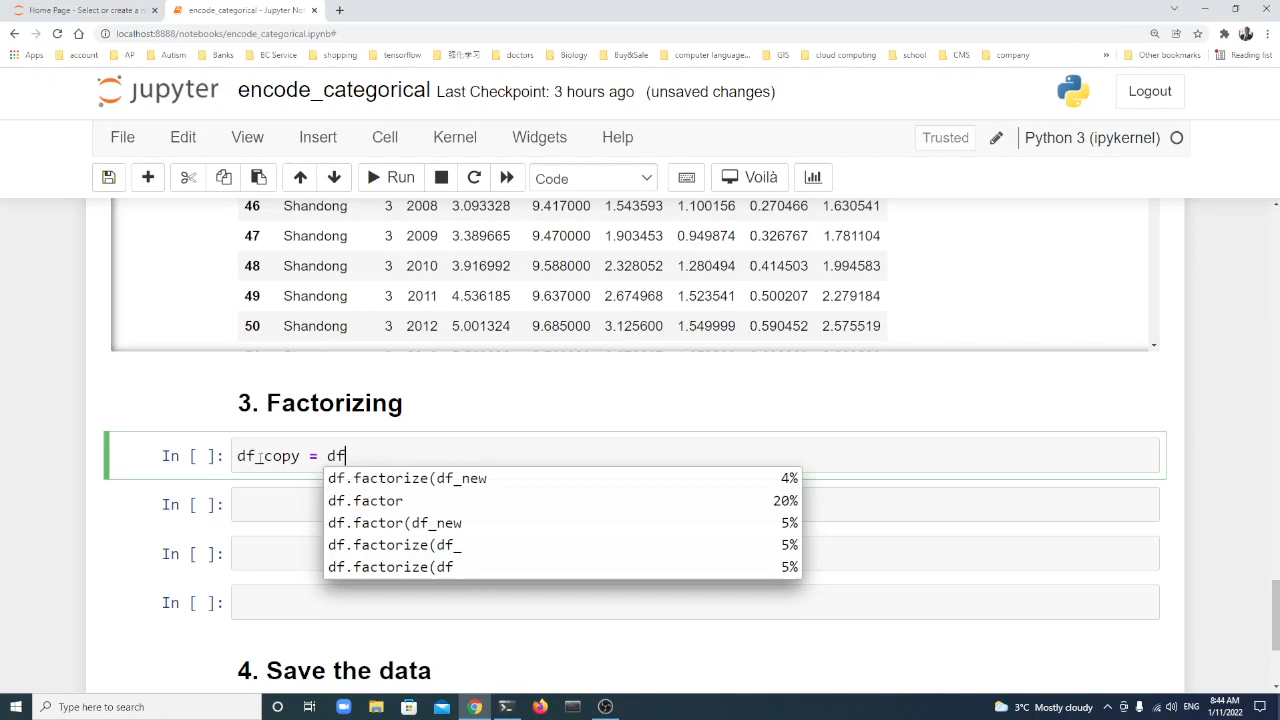 Home Page - Select or create a n
encode_categorical - Jupyter Not
localhost:8888/notebooks/encode_categorical.ipynb#
Apps account AP Autism Banks BC Service shopping tensorflow 强化学习 doctors Biology Buy&Sale computer language... GIS cloud computing school CMS company » Other bookmarks Reading list
jupyter encode_categorical Last Checkpoint: 3 hours ago (unsaved changes) Logout
File Edit View Insert Cell Kernel Widgets Help Trusted Python 3 (ipykernel)
Run Code Voilà
46 Shandong 3 2008 3.093328 9.417000 1.543593 1.100156 0.270466 1.630541
47 Shandong 3 2009 3.389665 9.470000 1.903453 0.949874 0.326767 1.781104
48 Shandong 3 2010 3.916992 9.588000 2.328052 1.280494 0.414503 1.994583
49 Shandong 3 2011 4.536185 9.637000 2.674968 1.523541 0.500207 2.279184
50 Shandong 3 2012 5.001324 9.685000 3.125600 1.549999 0.590452 2.575519
3. Factorizing
In [ ]: df_copy = df
df.factorize(df_new 4%
df.factor 20%
In [ ]:
df.factor(df_new 5%
df.factorize(df_ 5%
In [ ]:
df.factorize(df 5%
In [ ]:
4. Save the data
Type here to search
3°C Mostly cloudy ENG 8:44 AM
1/11/2022